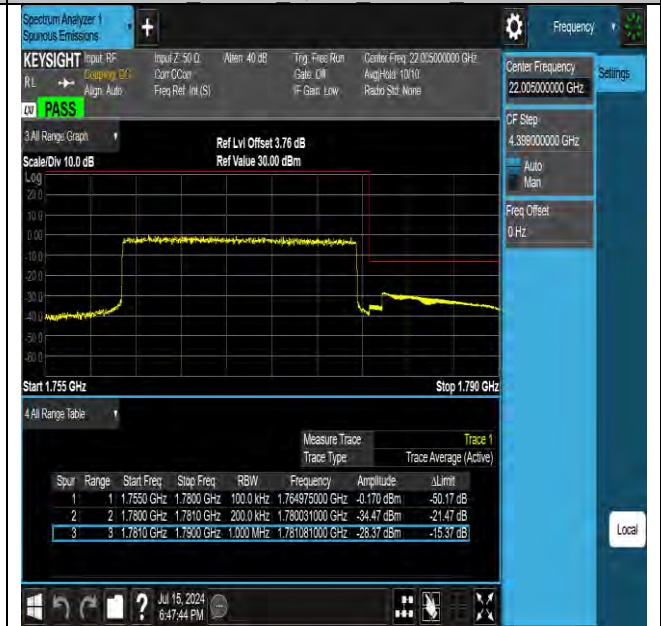 Spectrum Analyzer 1
Spurious Emissions
Frequency
KEYSIGHT Input: RF Input Z: 50 Ω Atten: 40 dB Trig: Free Run Center Freq: 22.005000000 GHz
RL Coupling: DC Corr CCorr Gate: Off Avg|Hold: 10/10
Align: Auto Freq Ref: Int (S) IF Gain: Low Radio Std: None
PASS
Center Frequency
22.005000000 GHz
Settings
CF Step
4.399000000 GHz
Auto
Man
Freq Offset
0 Hz
3 All Range Graph
Ref Lvl Offset 3.76 dB
Scale/Div 10.0 dB Ref Value 30.00 dBm
Log
20.0
10.0
0.00
-10.0
-20.0
-30.0
-40.0
-50.0
-60.0
Start 1.755 GHz Stop 1.790 GHz
4 All Range Table
Measure Trace Trace 1
Trace Type Trace Average (Active)
Spur Range Start Freq Stop Freq RBW Frequency Amplitude ΔLimit
1 1 1.7550 GHz 1.7800 GHz 100.0 kHz 1.764975000 GHz -0.170 dBm -50.17 dB
2 2 1.7800 GHz 1.7810 GHz 200.0 kHz 1.780031000 GHz -34.47 dBm -21.47 dB
3 3 1.7810 GHz 1.7900 GHz 1.000 MHz 1.781081000 GHz -28.37 dBm -15.37 dB
Local
Jul 15, 2024
6:47:44 PM